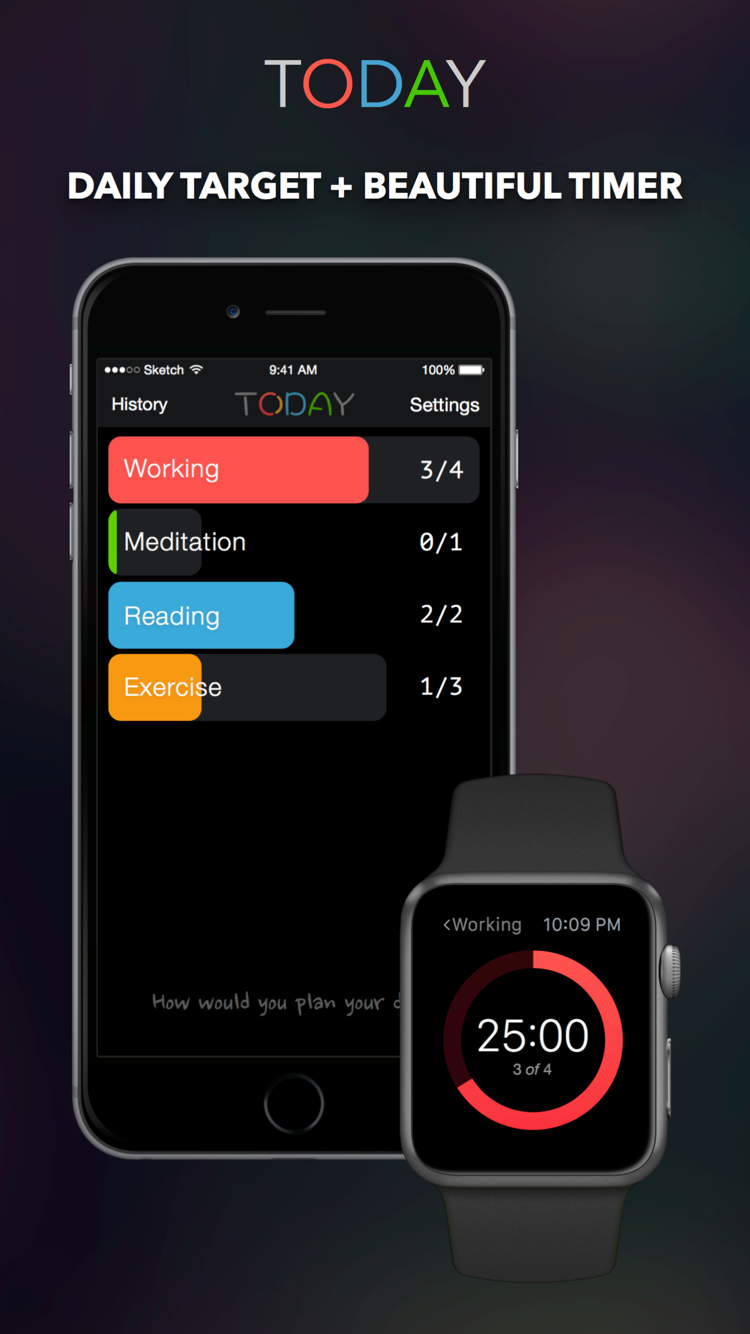 TODAY
DAILY TARGET + BEAUTIFUL TIMER
Sketch 9:41 AM 100%
History TODAY Settings
Working 3/4
Meditation 0/1
Reading 2/2
Exercise 1/3
<Working 10:09 PM
How would you plan your
25:00
3 of 4